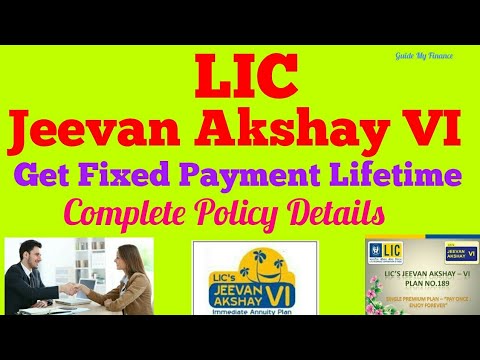 Guide My Finance
LIC
Jeevan Akshay VI
Get Fixed Payment Lifetime
Complete Policy Details
LIC's
JEEVAN
AKSHAY VI
Immediate Annuity Plan
LIC
JEEVAN
AKSHAY VI
LIC'S JEEVAN AKSHAY – VI
PLAN NO.189
SINGLE PREMIUM PLAN – "PAY ONCE
ENJOY FOREVER"